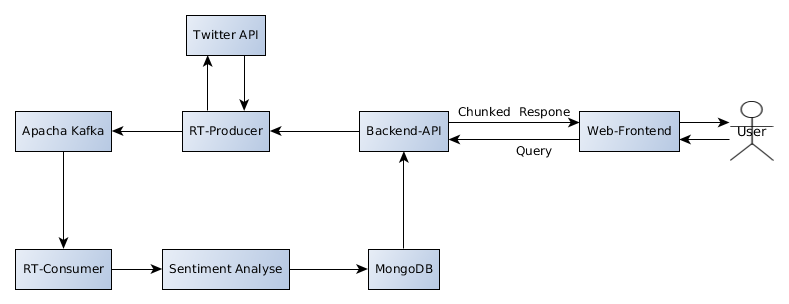 Twitter API
Chunked  Respone
Apacha Kafka
RT-Producer
Backend-API
Web-Frontend
User
Query
RT-Consumer
Sentiment Analyse
MongoDB